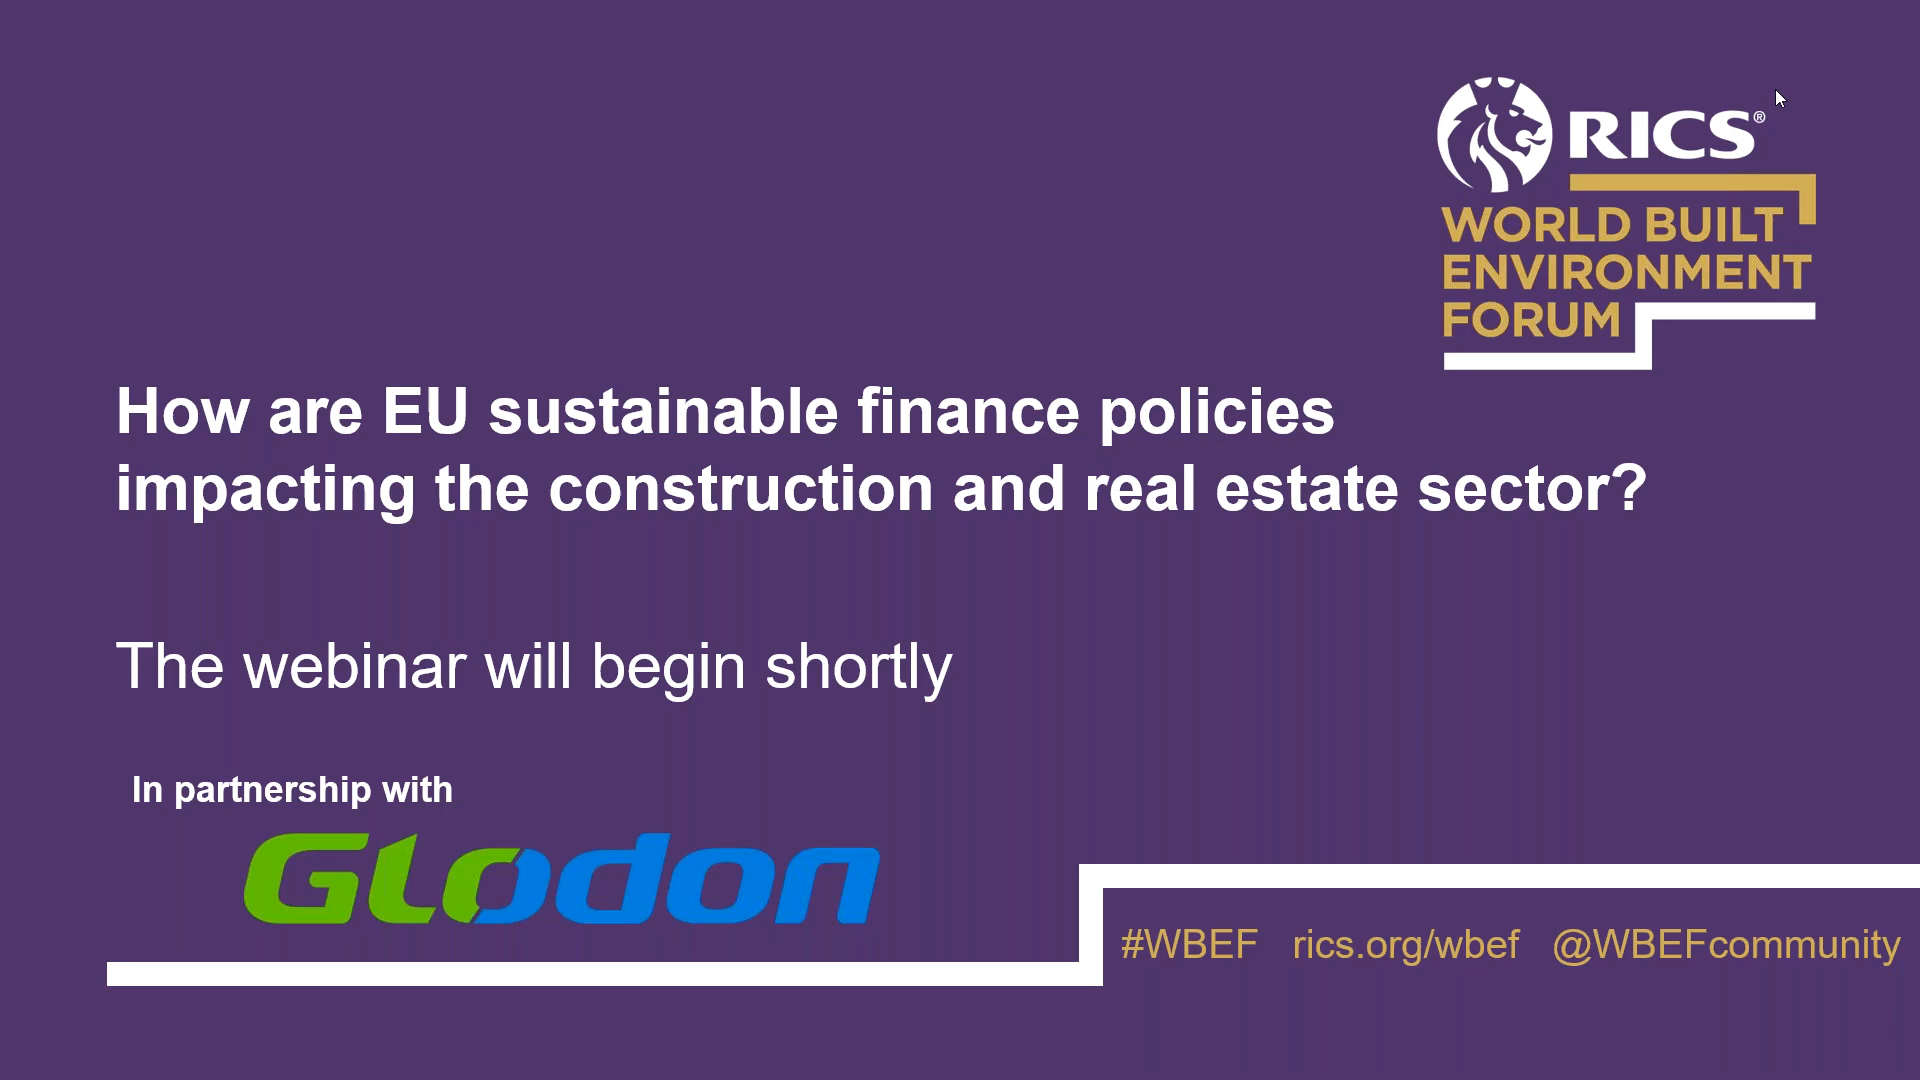 RICS®
WORLD BUILT
ENVIRONMENT
FORUM
How are EU sustainable finance policies
impacting the construction and real estate sector?
The webinar will begin shortly
In partnership with
GLodon
#WBEF rics.org/wbef @WBEFcommunity